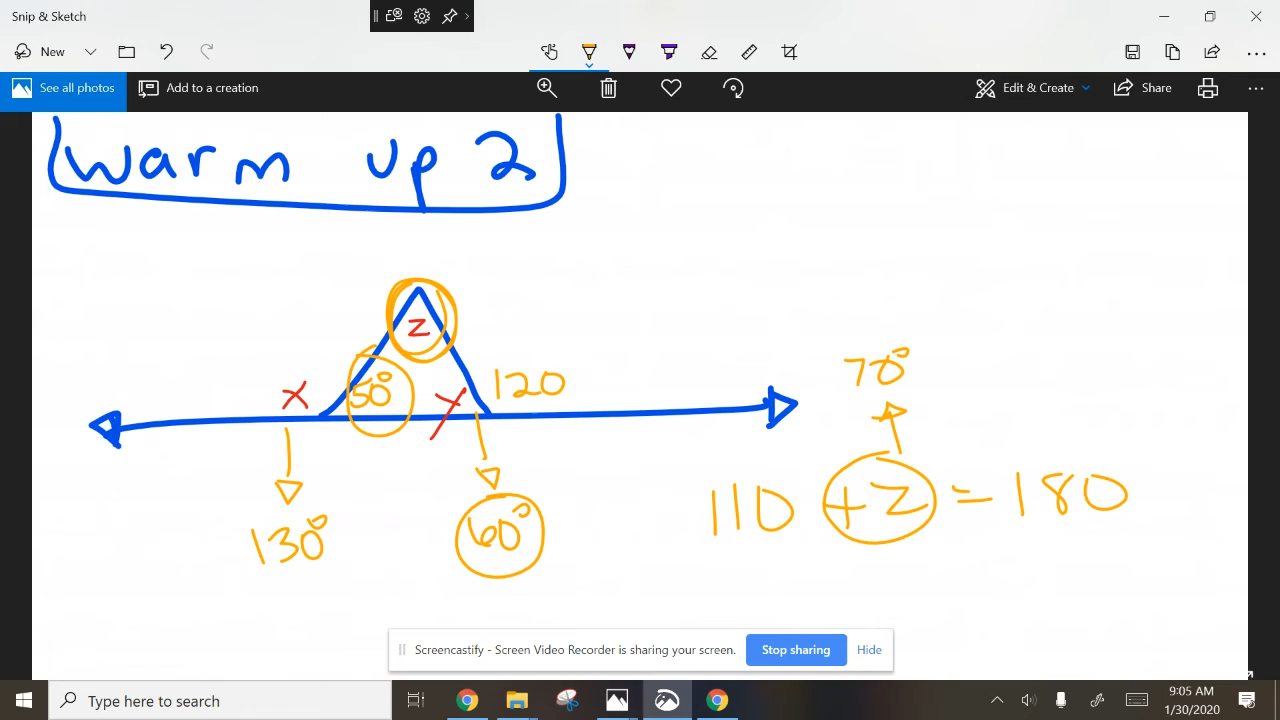 Snip & Sketch
New
See all photos
Add to a creation
Edit & Create
Share
Warm up 2
z
x
50°
y
120
70°
130°
60°
110 + z = 180
Screencastify - Screen Video Recorder is sharing your screen.
Stop sharing
Hide
Type here to search
9:05 AM
1/30/2020